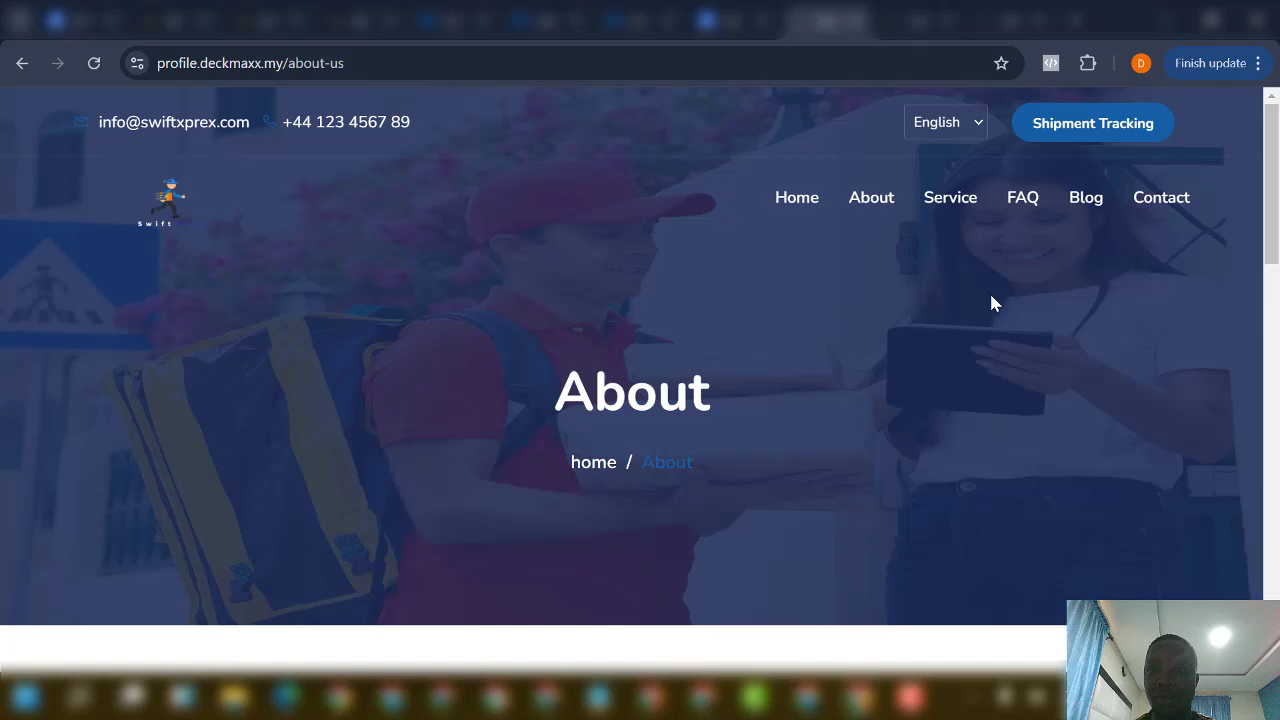 profile.deckmaxx.my/about-us
D
Finish update
info@swiftxprex.com
+44 123 4567 89
English
Shipment Tracking
Swift
Home
About
Service
FAQ
Blog
Contact
About
home / About